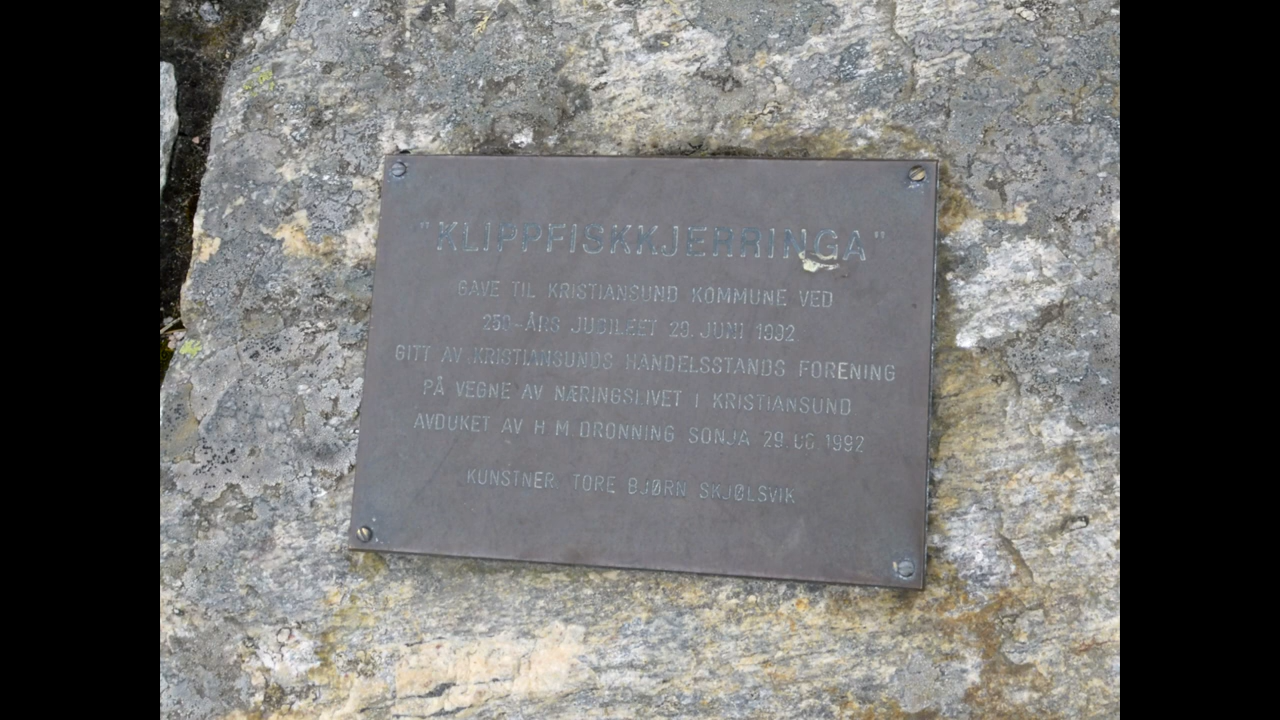 "KLIPPFISKKJERRINGA"
GAVE TIL KRISTIANSUND KOMMUNE VED
250-ÅRS JUBILEET 29. JUNI 1992
GITT AV KRISTIANSUNDS HANDELSSTANDS FORENING
PÅ VEGNE AV NÆRINGSLIVET I KRISTIANSUND
AVDUKET AV H M DRONNING SONJA 29 06 1992
KUNSTNER TORE BJØRN SKJØLSVIK